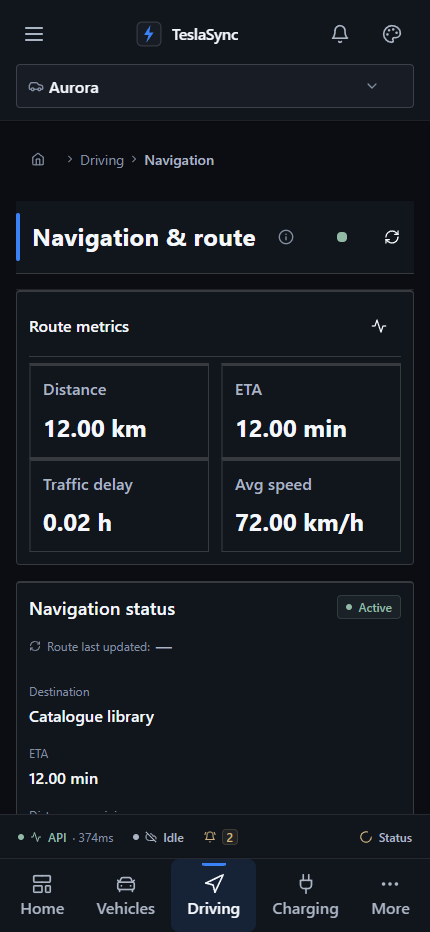 TeslaSync
Aurora
Driving
Navigation
Navigation & route
Route metrics
Distance
12.00 km
ETA
12.00 min
Traffic delay
0.02 h
Avg speed
72.00 km/h
Navigation status
Active
Route last updated: —
Destination
Catalogue library
ETA
12.00 min
API · 374ms
Idle
2
Status
Home
Vehicles
Driving
Charging
More